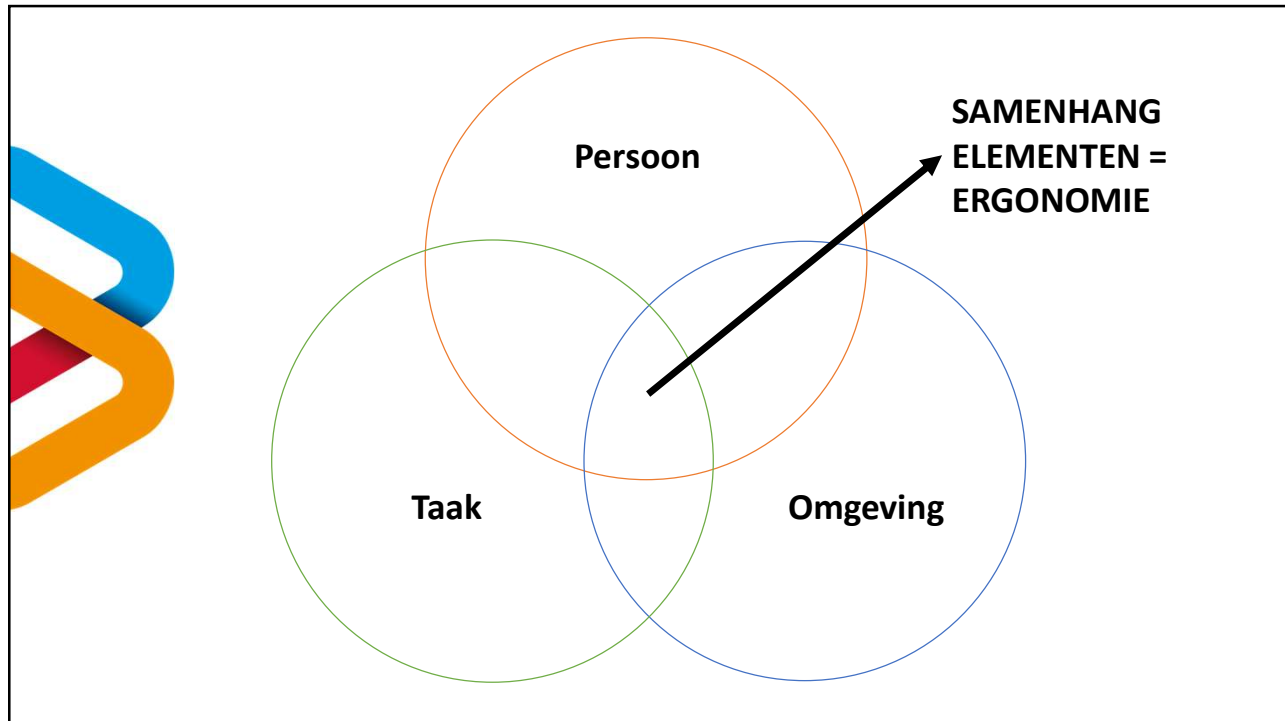 SAMENHANG
ELEMENTEN =
ERGONOMIE
Persoon
Taak
Omgeving